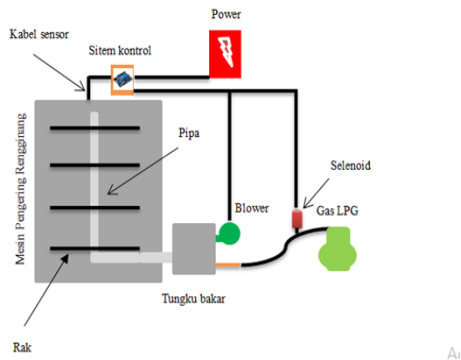 Power
Kabel sensor
Sitem kontrol
Mesin Pengering Rengginang
Pipa
Selenoid
Blower
Gas LPG
Tungku bakar
Rak